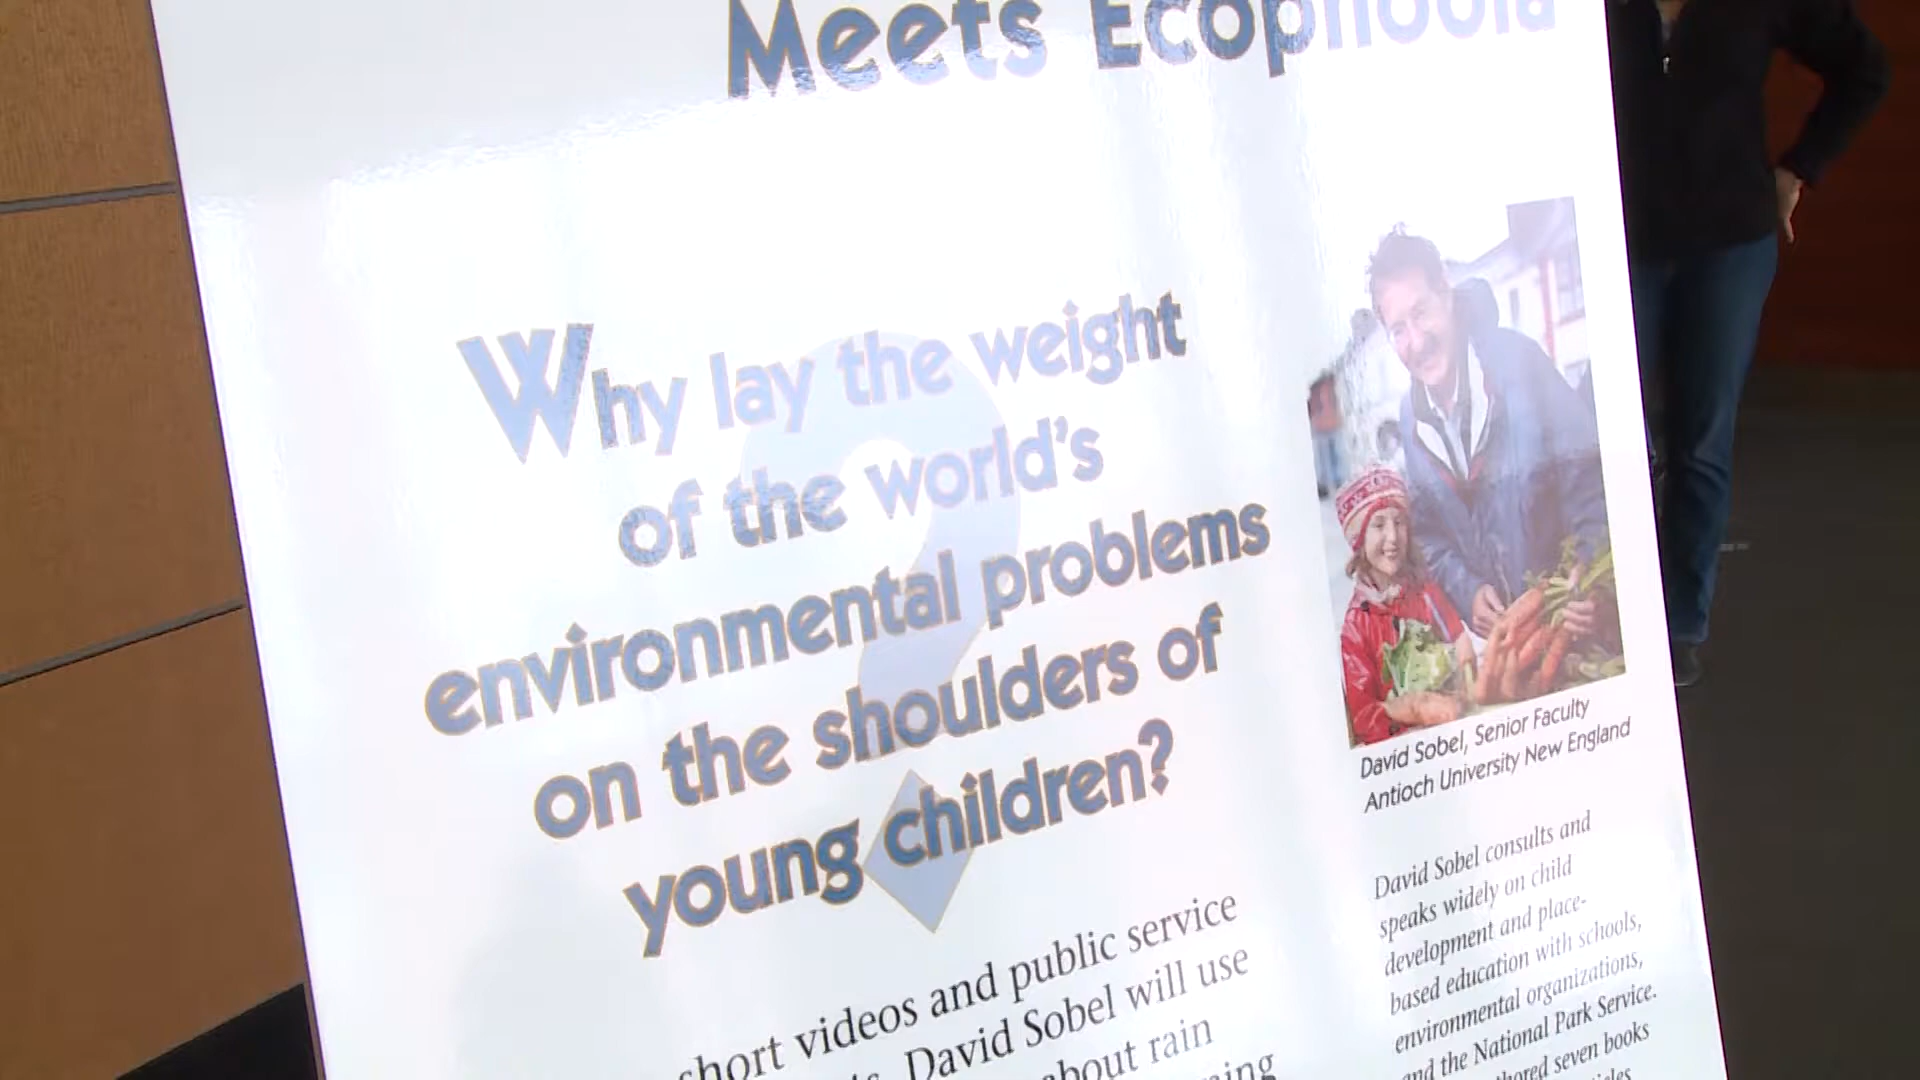 Meets Ecophobia
Why lay the weight
of the world's
environmental problems
on the shoulders of
young children?
short videos and public service
David Sobel will use
about rain
David Sobel, Senior Faculty
Antioch University New England
David Sobel consults and
speaks widely on child
development and place-
based education with schools,
environmental organizations,
and the National Park Service.
seven books